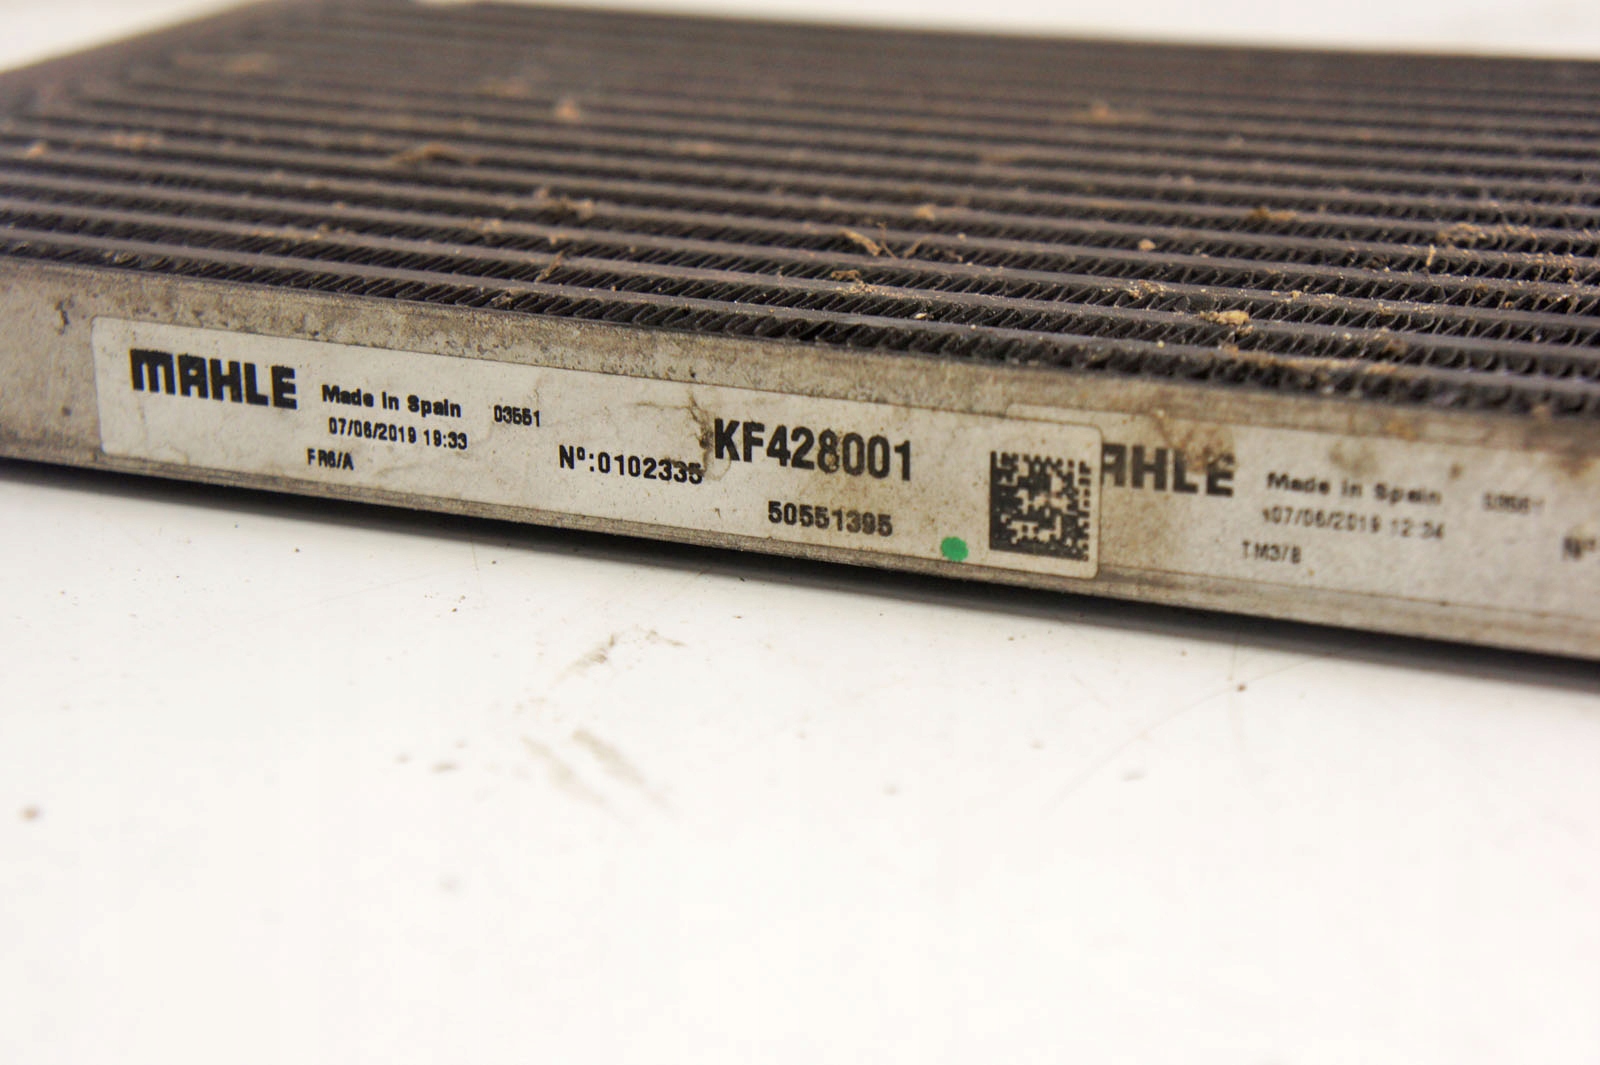 MAHLE Made in Spain 03551
07/06/2019 19:33
FR6/A
Nº:0102335
KF428001
50551395
AHLE Made in Spain
07/06/2019 12:34
TM3/B
Nº